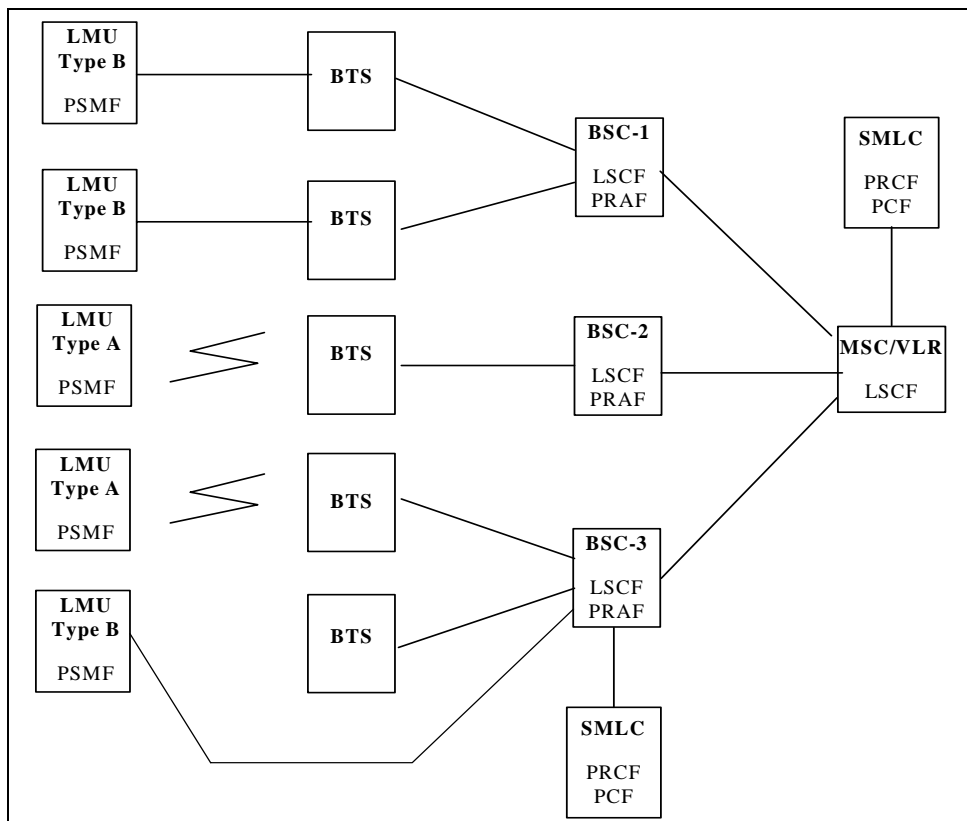 LMU
Type B
PSMF
BTS
LMU
Type B
PSMF
BTS
BSC-1
LSCF
PRAF
SMLC
PRCF
PCF
LMU
Type A
PSMF
BTS
BSC-2
LSCF
PRAF
MSC/VLR
LSCF
LMU
Type A
PSMF
BTS
BSC-3
LSCF
PRAF
LMU
Type B
PSMF
BTS
SMLC
PRCF
PCF